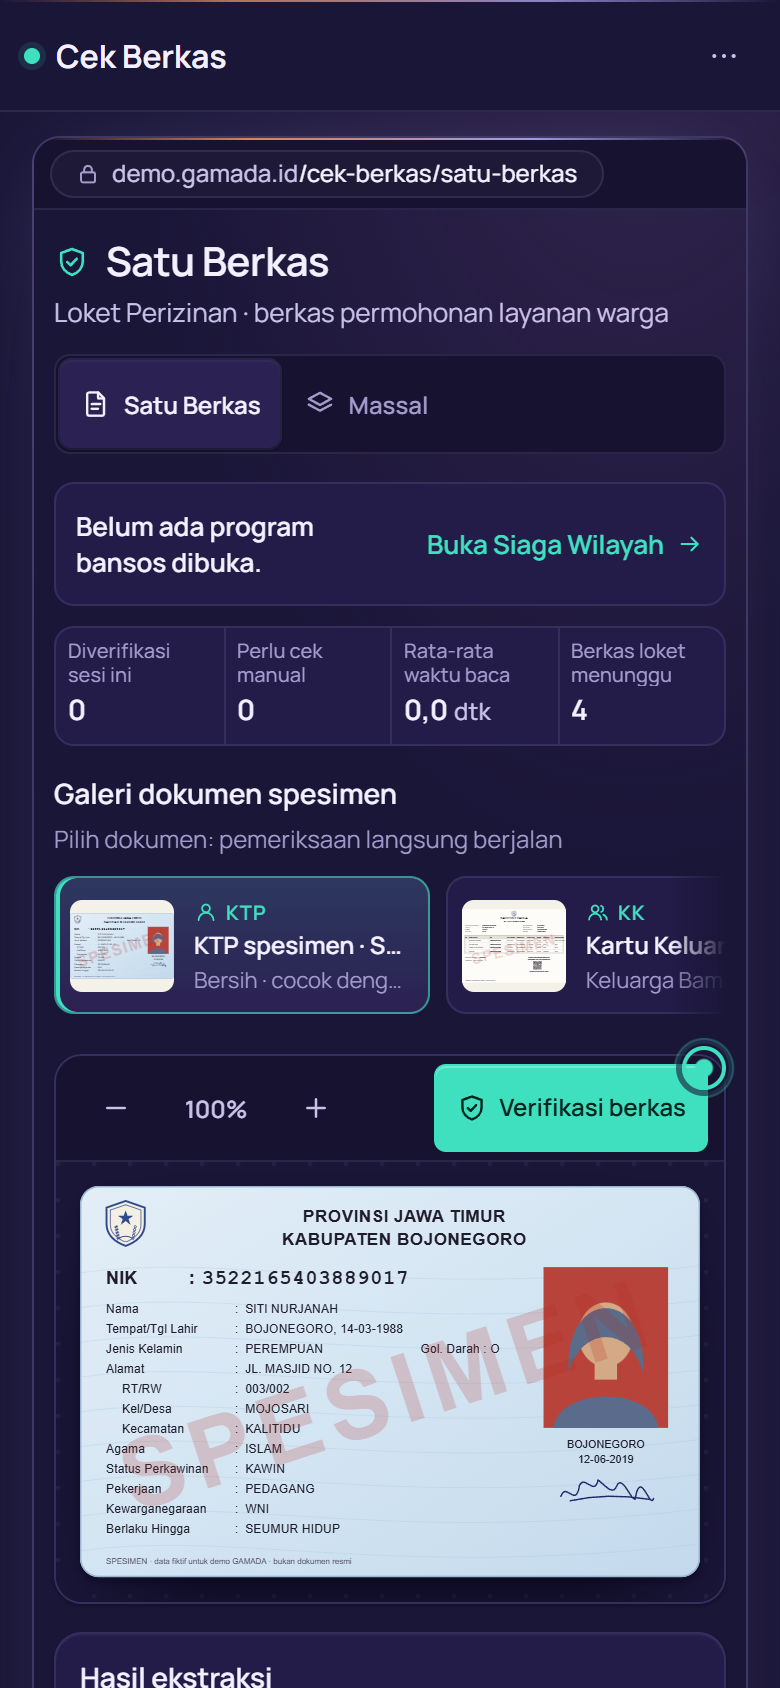 Cek Berkas
demo.gamada.id/cek-berkas/satu-berkas
Satu Berkas
Loket Perizinan · berkas permohonan layanan warga
Satu Berkas
Massal
Belum ada program
bansos dibuka.
Buka Siaga Wilayah →
Diverifikasi
sesi ini
0
Perlu cek
manual
0
Rata-rata
waktu baca
0,0 dtk
Berkas loket
menunggu
4
Galeri dokumen spesimen
Pilih dokumen: pemeriksaan langsung berjalan
KTP
KTP spesimen · S...
Bersih · cocok deng...
KK
Kartu Keluar
Keluarga Bam
100%
Verifikasi berkas
PROVINSI JAWA TIMUR
KABUPATEN BOJONEGORO
NIK : 3522165403889017
Nama : SITI NURJANAH
Tempat/Tgl Lahir : BOJONEGORO, 14-03-1988
Jenis Kelamin : PEREMPUAN Gol. Darah : O
Alamat : JL. MASJID NO. 12
RT/RW : 003/002
Kel/Desa : MOJOSARI
Kecamatan : KALITIDU
Agama : ISLAM
Status Perkawinan : KAWIN
Pekerjaan : PEDAGANG
Kewarganegaraan : WNI
Berlaku Hingga : SEUMUR HIDUP
BOJONEGORO
12-06-2019
SPESIMEN
SPESIMEN · data fiktif untuk demo GAMADA · bukan dokumen resmi
Hasil ekstraksi